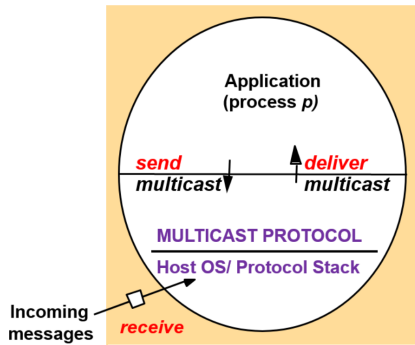 Application
(process p)
send deliver
multicast multicast
MULTICAST PROTOCOL
Host OS/ Protocol Stack
Incoming
messages receive